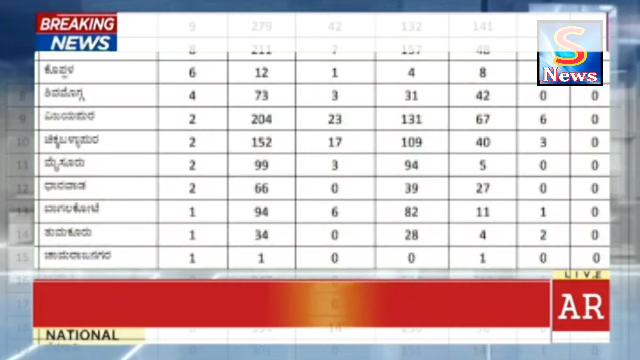 BREAKING
NEWS
S
News
9 279 42 132 141
8 211 7 157 48
ಕೊಪ್ಪಳ 6 12 1 4 8
8 ಶಿವಮೊಗ್ಗ 4 73 3 31 42 0 0
9 ವಿಜಯಪುರ 2 204 23 131 67 6 0
10 ಚಿಕ್ಕಬಳ್ಳಾಪುರ 2 152 17 109 40 3 0
11 ಮೈಸೂರು 2 99 3 94 5 0 0
12 ಧಾರವಾಡ 2 66 0 39 27 0 0
13 ಬಾಗಲಕೋಟೆ 1 94 6 82 11 1 0
14 ತುಮಕೂರು 1 34 0 28 4 2 0
15 ಚಾಮರಾಜನಗರ 1 1 0 0 1 0 0
LIVE
AR
NATIONAL